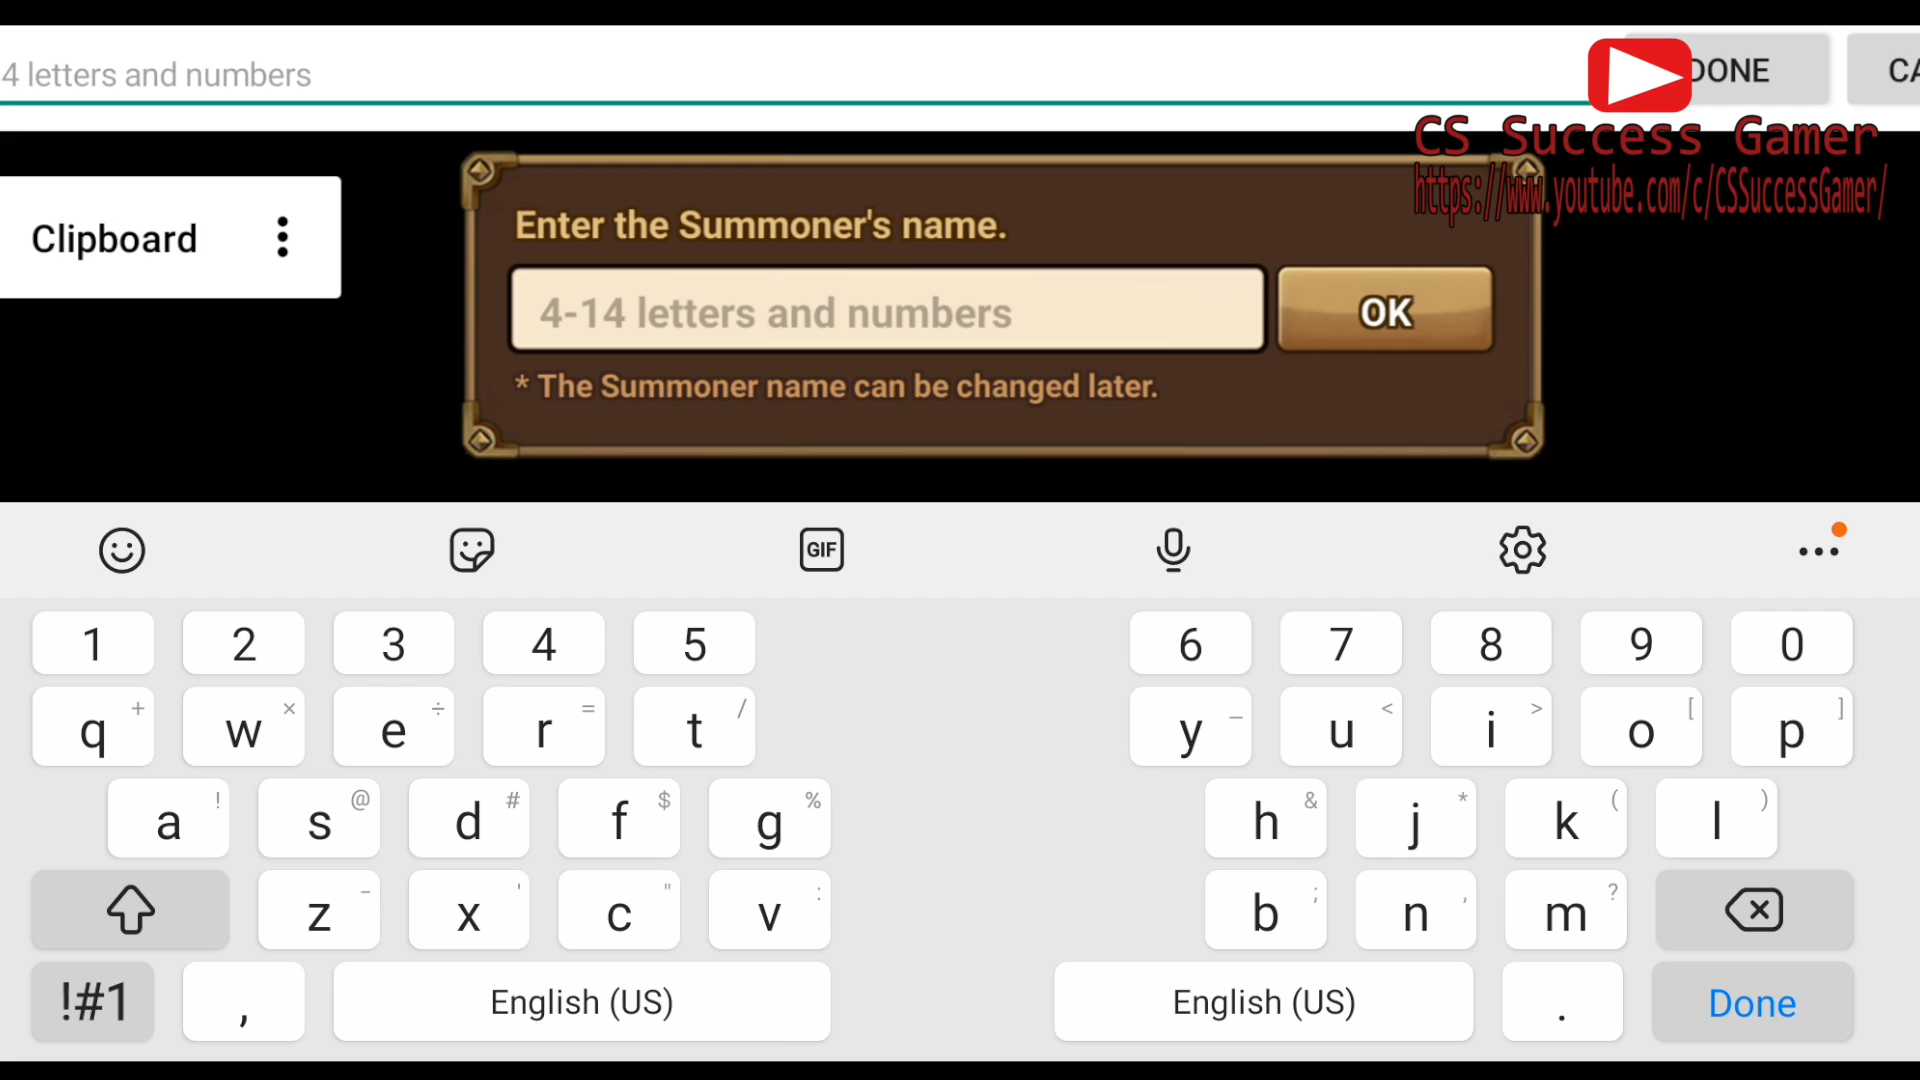 4 letters and numbers
DONE
CA
CS Success Gamer
https://www.youtube.com/c/CSSuccessGamer/
Clipboard
Enter the Summoner's name.
4-14 letters and numbers
OK
* The Summoner name can be changed later.
GIF
1 2 3 4 5 6 7 8 9 0
q + w × e ÷ r = t / y _ u < i > o [ p ]
a ! s @ d # f $ g % h & j * k ( l )
z - x ' c " v : b ; n , m ?
!#1 , English (US) English (US) . Done